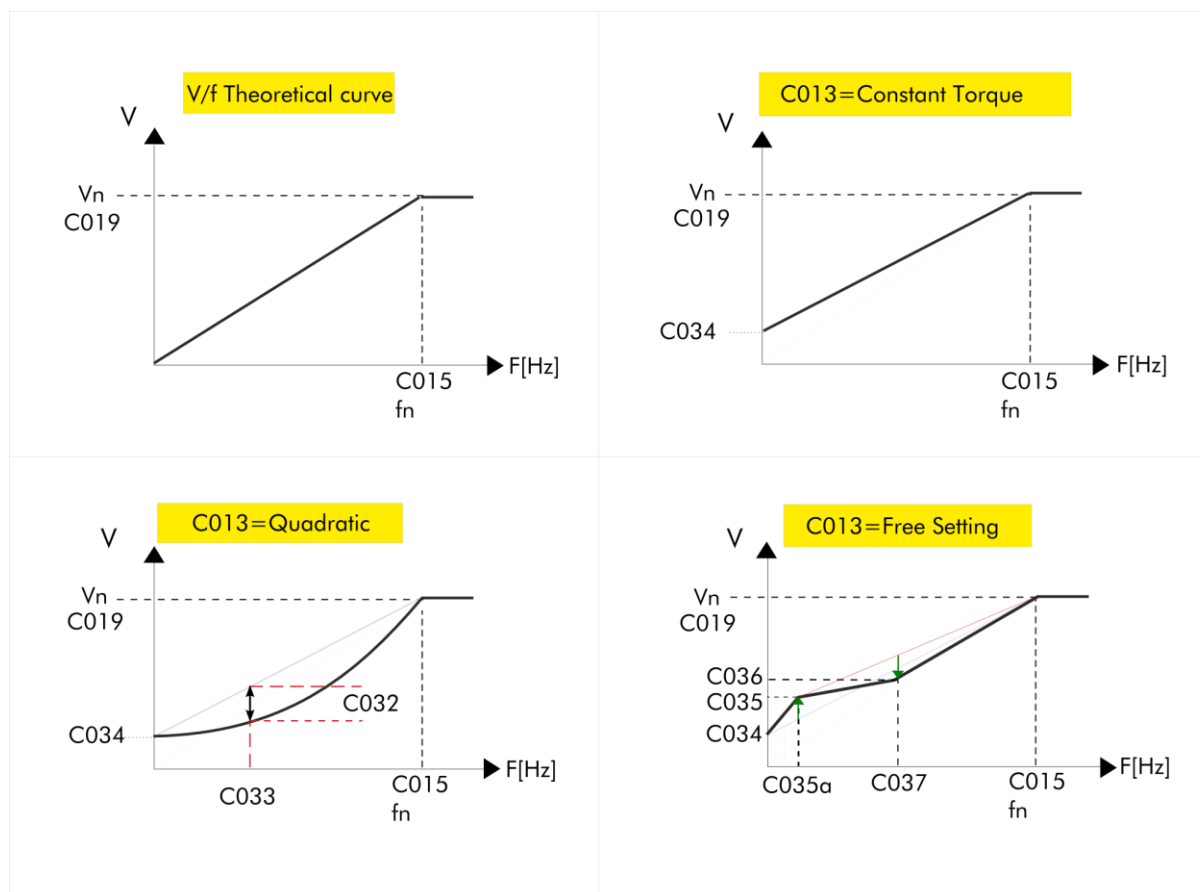 V/f Theoretical curve
V
Vn
C019
F[Hz]
C015
fn
C013=Constant Torque
V
Vn
C019
C034
F[Hz]
C015
fn
C013=Quadratic
V
Vn
C019
C032
C034
F[Hz]
C033
C015
fn
C013=Free Setting
V
Vn
C019
C036
C035
C034
F[Hz]
C035a
C037
C015
fn